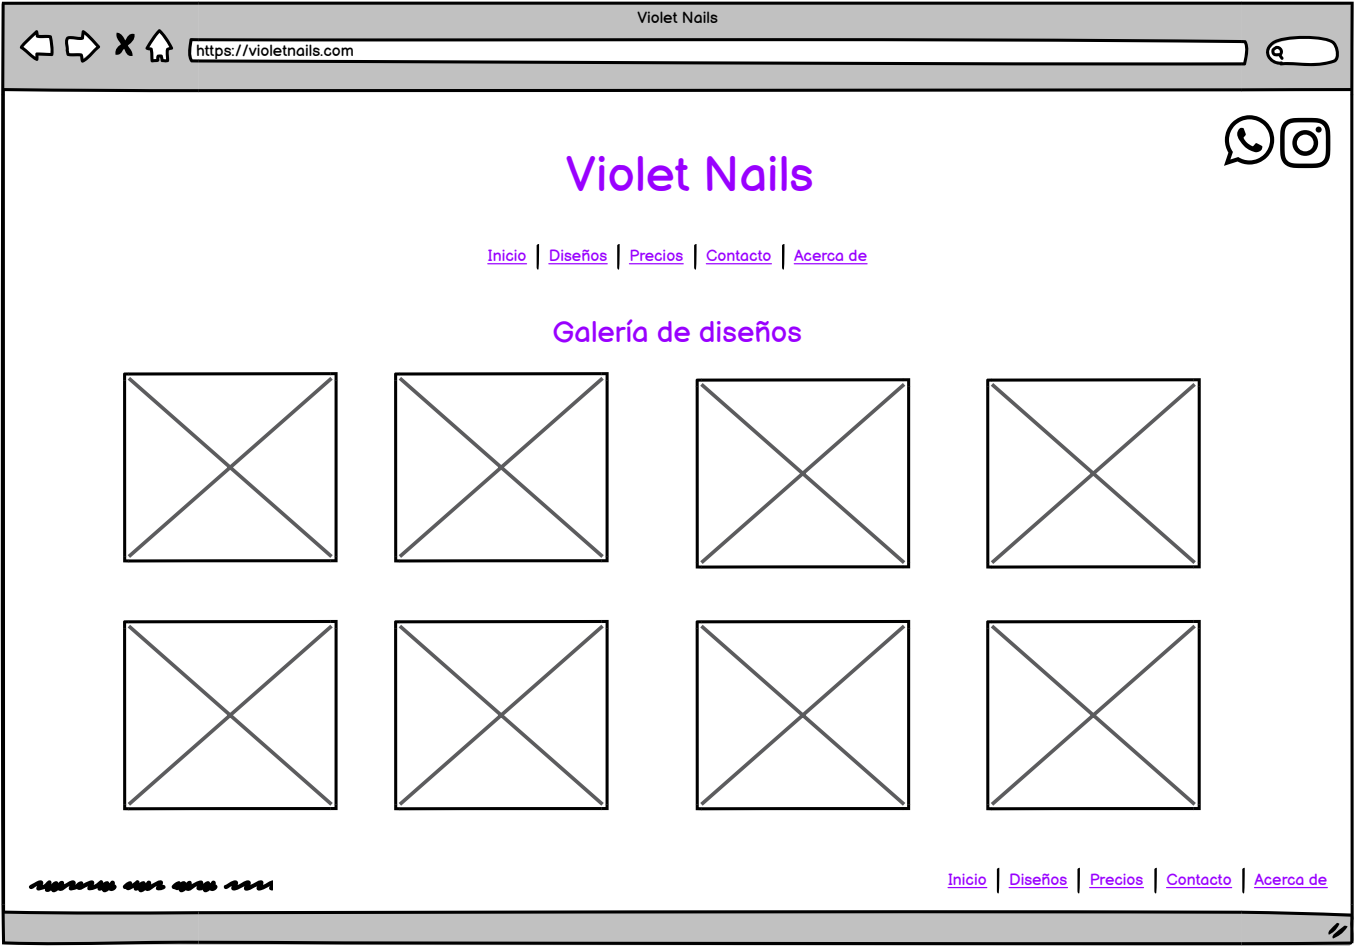 Violet Nails
https://violetnails.com
Violet Nails
Inicio | Diseños | Precios | Contacto | Acerca de
Galería de diseños
Inicio | Diseños | Precios | Contacto | Acerca de